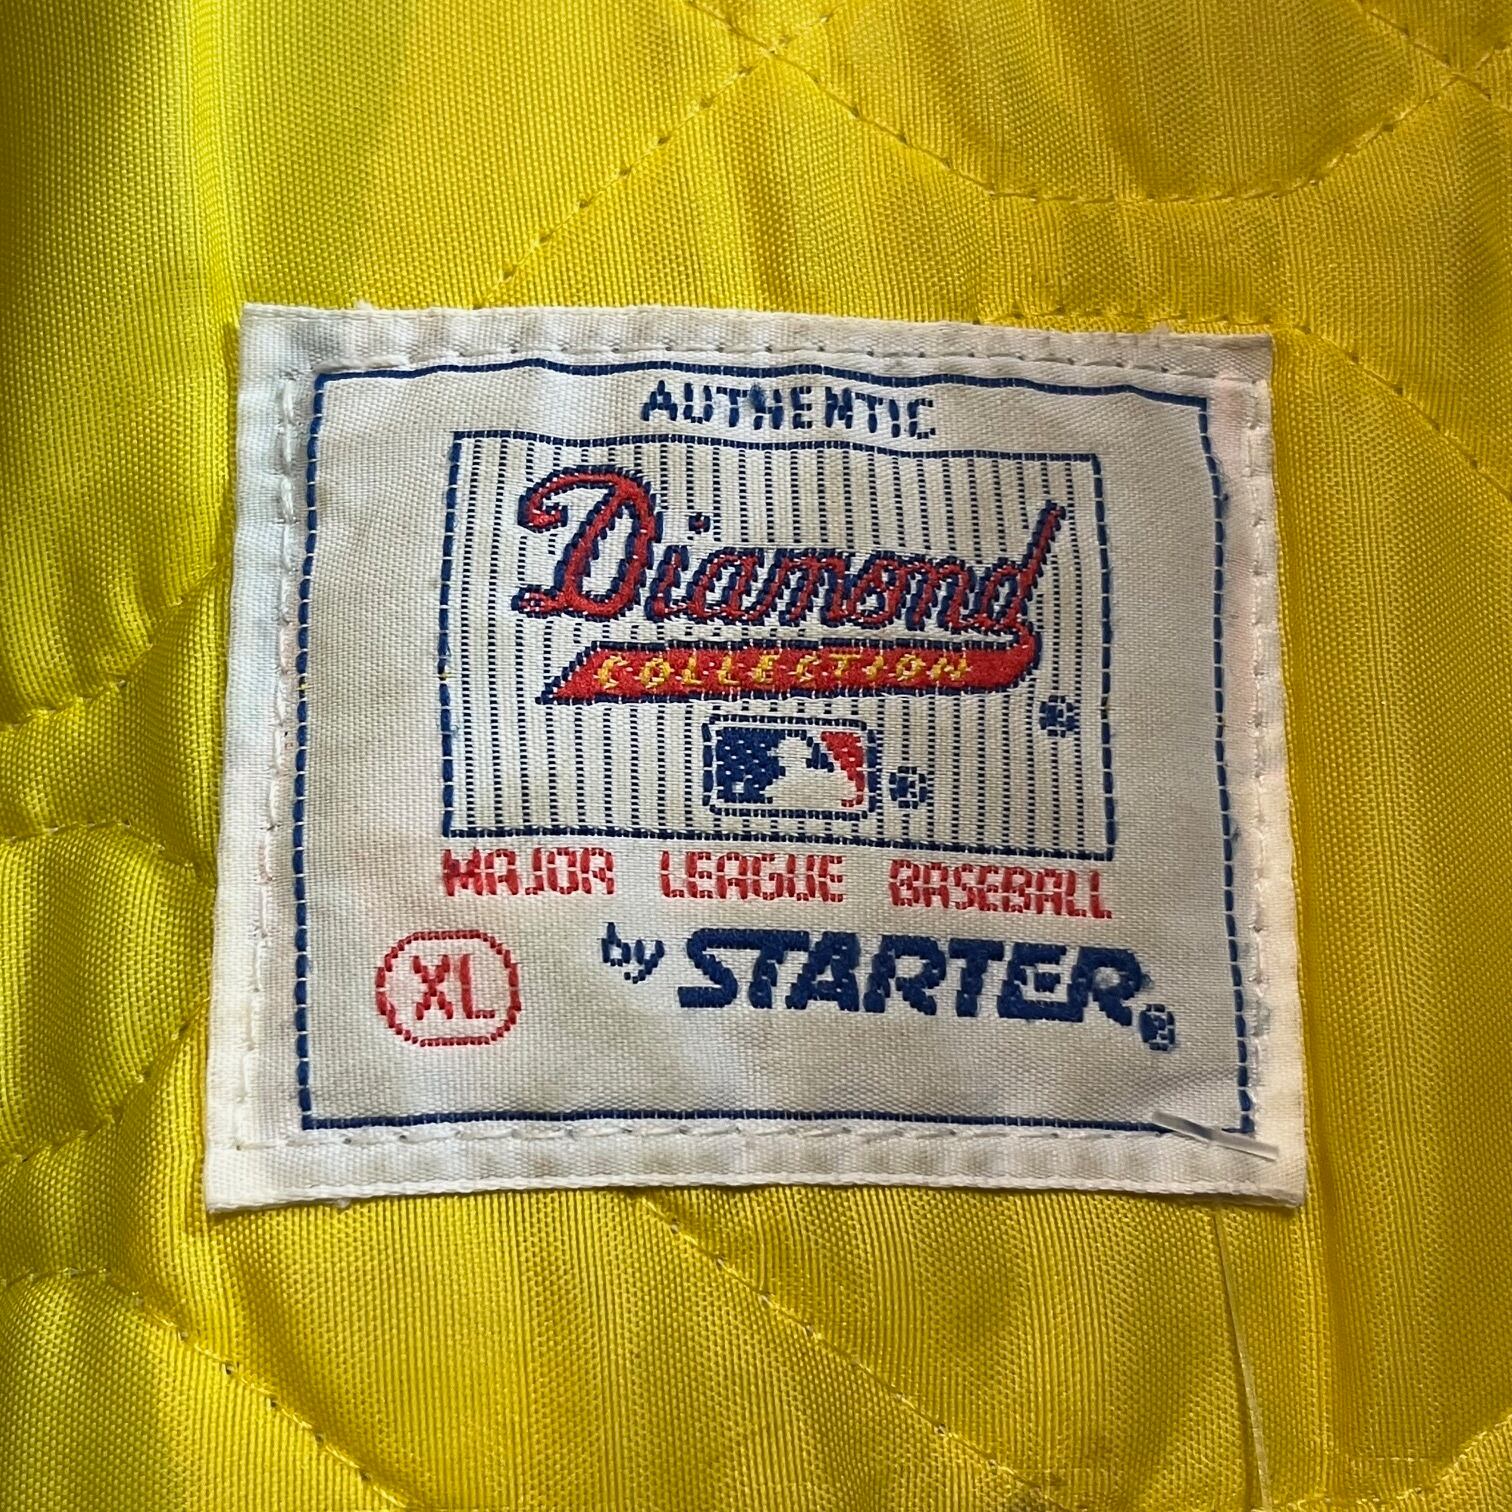 AUTHENTIC
Diamond
COLLECTION
®
®
MAJOR LEAGUE BASEBALL
XL
by STARTER®